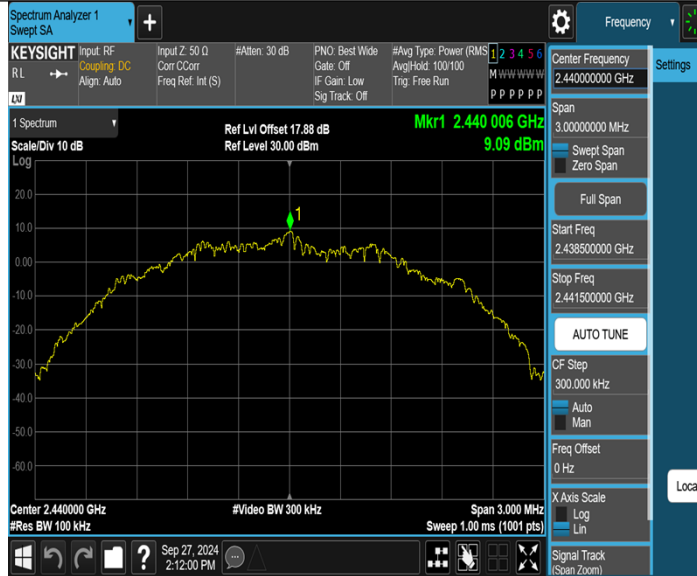 Spectrum Analyzer 1
Swept SA
Frequency
KEYSIGHT
RL
LXI
Input: RF
Coupling: DC
Align: Auto
Input Z: 50 Ω
Corr CCorr
Freq Ref: Int (S)
#Atten: 30 dB
PNO: Best Wide
Gate: Off
IF Gain: Low
Sig Track: Off
#Avg Type: Power (RMS
Avg|Hold: 100/100
Trig: Free Run
1 2 3 4 5 6
M W W W W W
P P P P P P
1 Spectrum
Scale/Div 10 dB
Log
Ref Lvl Offset 17.88 dB
Ref Level 30.00 dBm
Mkr1 2.440 006 GHz
9.09 dBm
1
20.0
10.0
0.00
-10.0
-20.0
-30.0
-40.0
-50.0
-60.0
Center 2.440000 GHz
#Res BW 100 kHz
#Video BW 300 kHz
Span 3.000 MHz
Sweep 1.00 ms (1001 pts)
Center Frequency
2.440000000 GHz
Span
3.00000000 MHz
Swept Span
Zero Span
Full Span
Start Freq
2.438500000 GHz
Stop Freq
2.441500000 GHz
AUTO TUNE
CF Step
300.000 kHz
Auto
Man
Freq Offset
0 Hz
X Axis Scale
Log
Lin
Signal Track
(Span Zoom)
Settings
Loca
?
Sep 27, 2024
2:12:00 PM